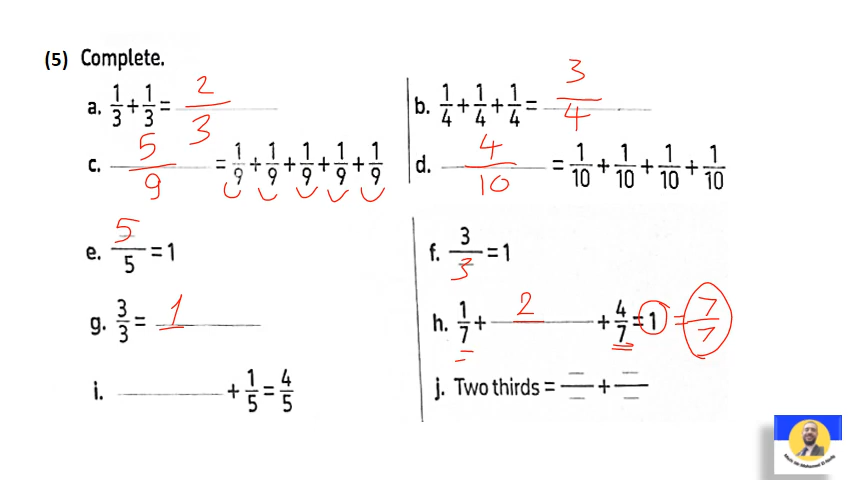 (5) Complete.
a. 1/3 + 1/3 = 2/3
b. 1/4 + 1/4 + 1/4 = 3/4
c. 5/9 = 1/9 + 1/9 + 1/9 + 1/9 + 1/9
d. 4/10 = 1/10 + 1/10 + 1/10 + 1/10
e. 5/5 = 1
f. 3/3 = 1
g. 3/3 = 1
h. 1/7 + 2 + 4/7 = 1 = 7/7
i. ____ + 1/5 = 4/5
j. Two thirds = — + —